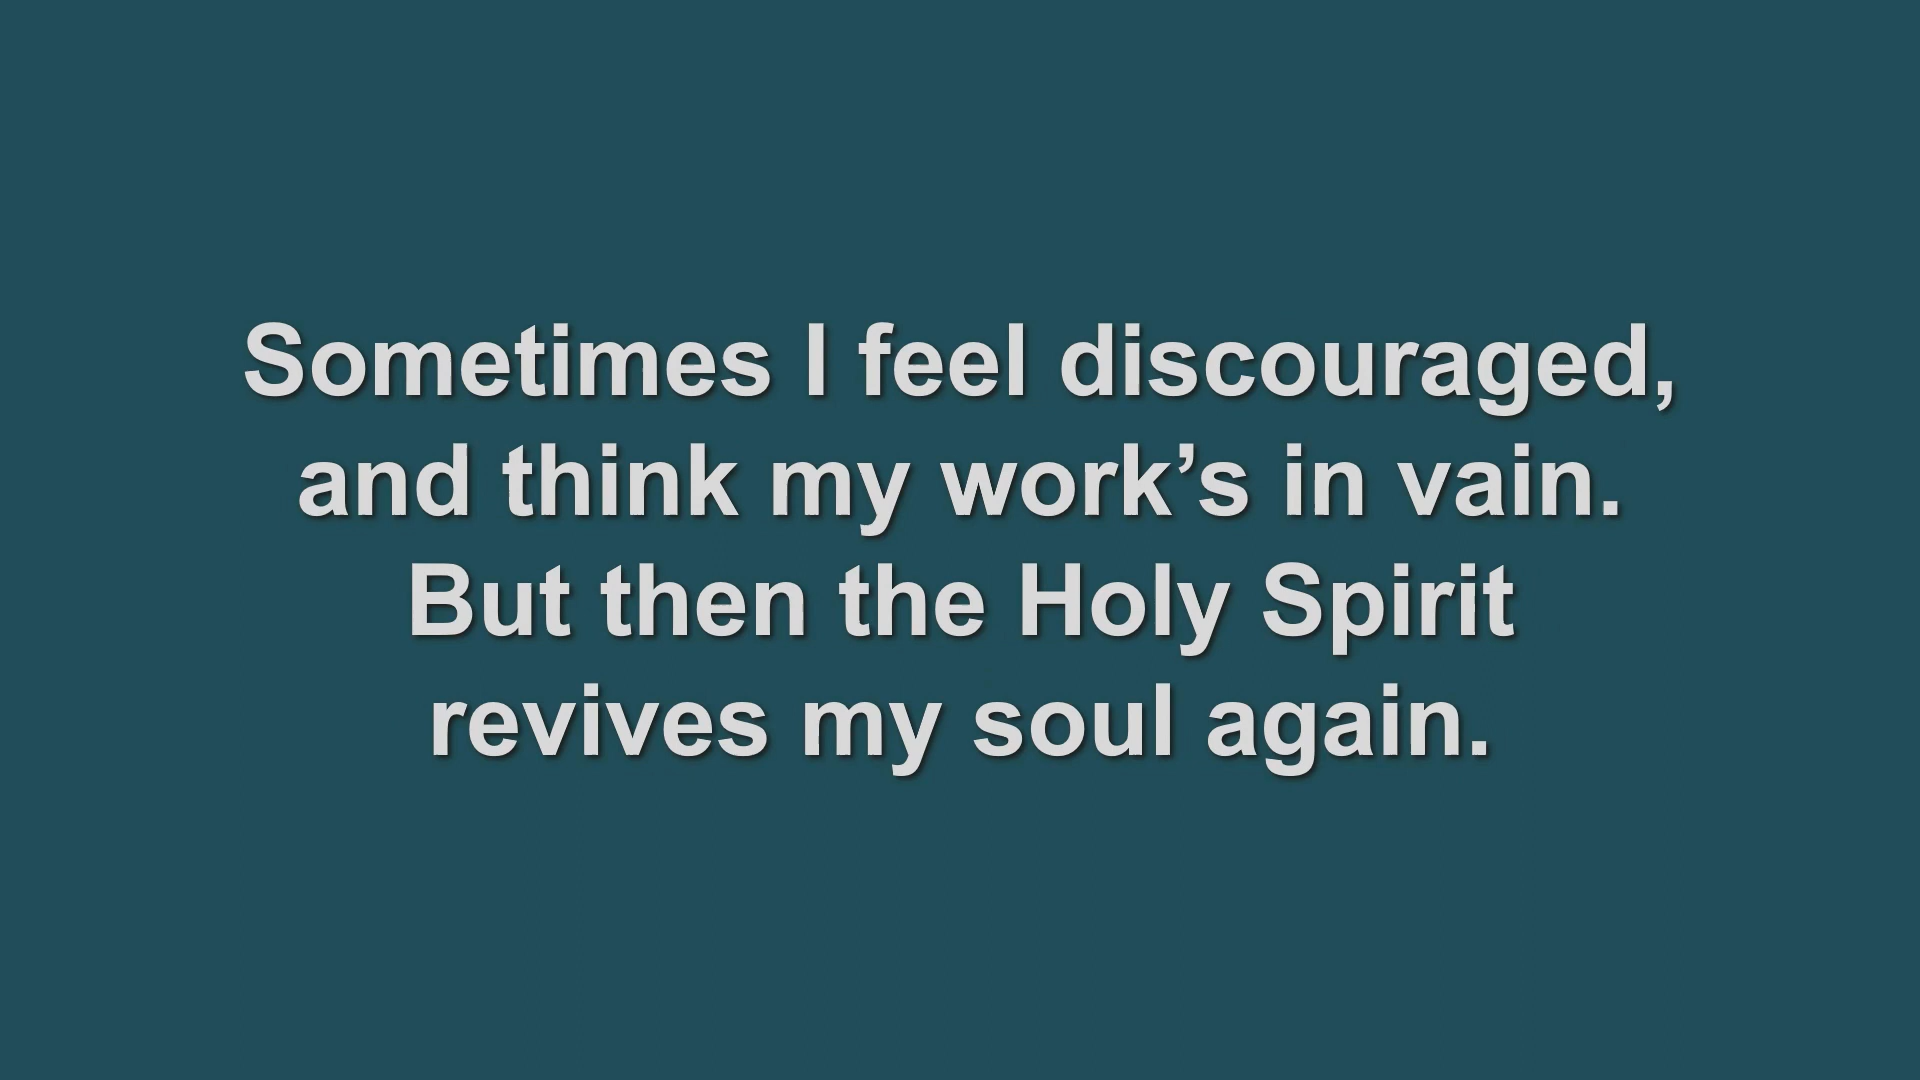 Sometimes I feel discouraged,
and think my work’s in vain.
But then the Holy Spirit
revives my soul again.